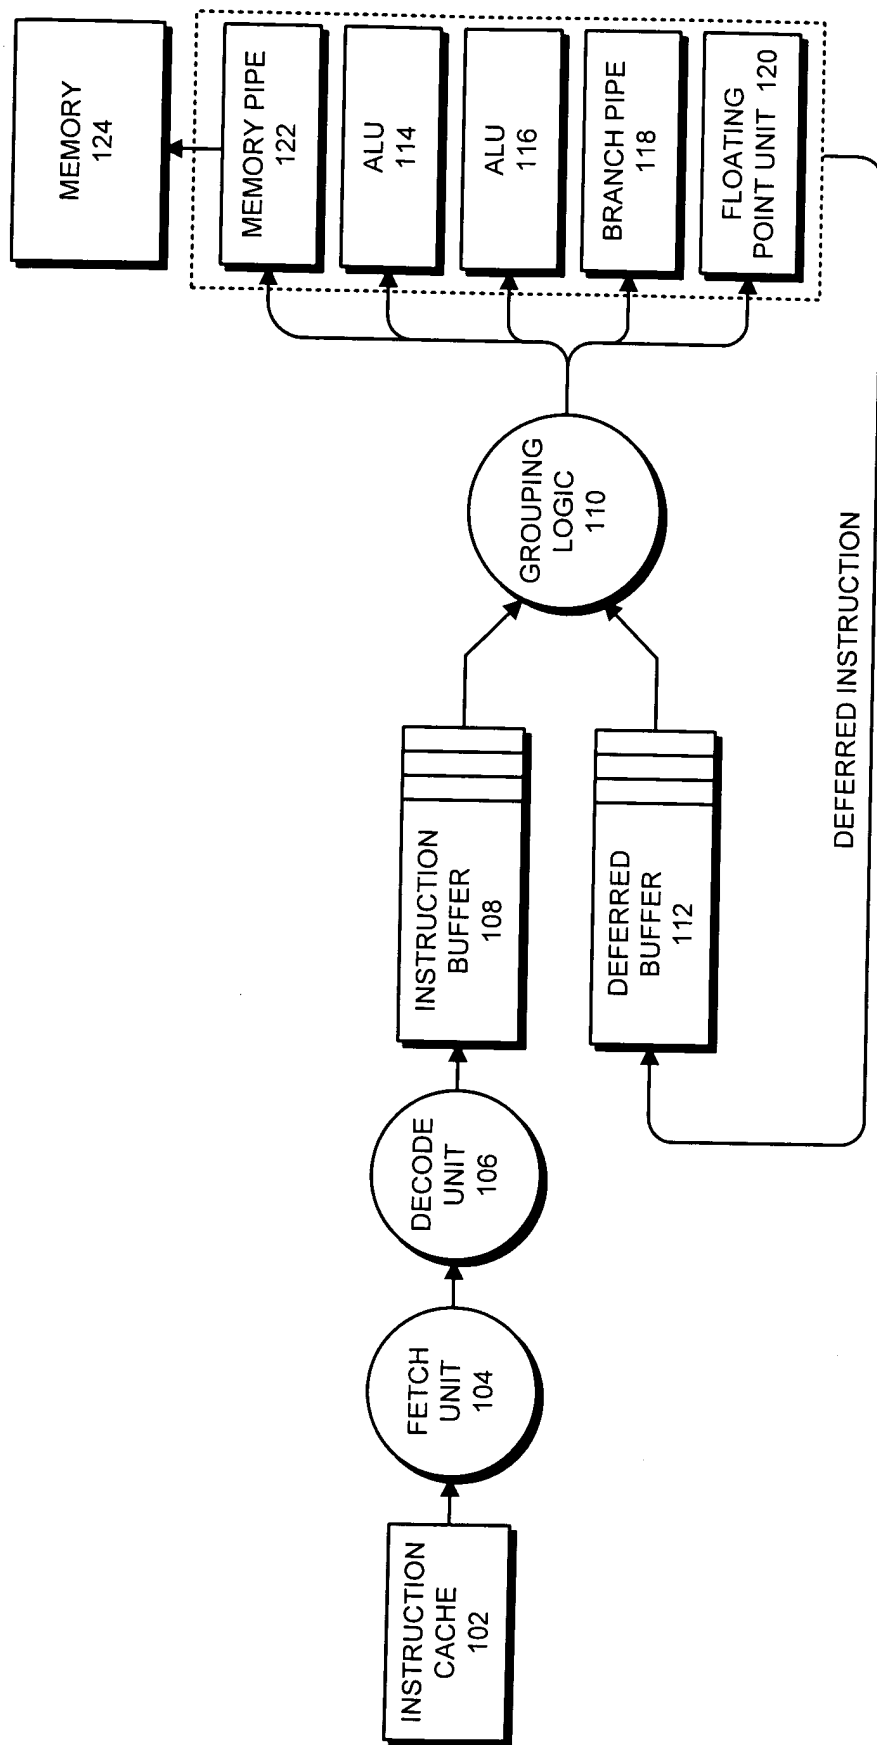 INSTRUCTION
CACHE
102
FETCH
UNIT
104
DECODE
UNIT
106
INSTRUCTION
BUFFER
108
DEFERRED
BUFFER
112
GROUPING
LOGIC
110
MEMORY
124
MEMORY PIPE
122
ALU
114
ALU
116
BRANCH PIPE
118
FLOATING
POINT UNIT 120
DEFERRED INSTRUCTION